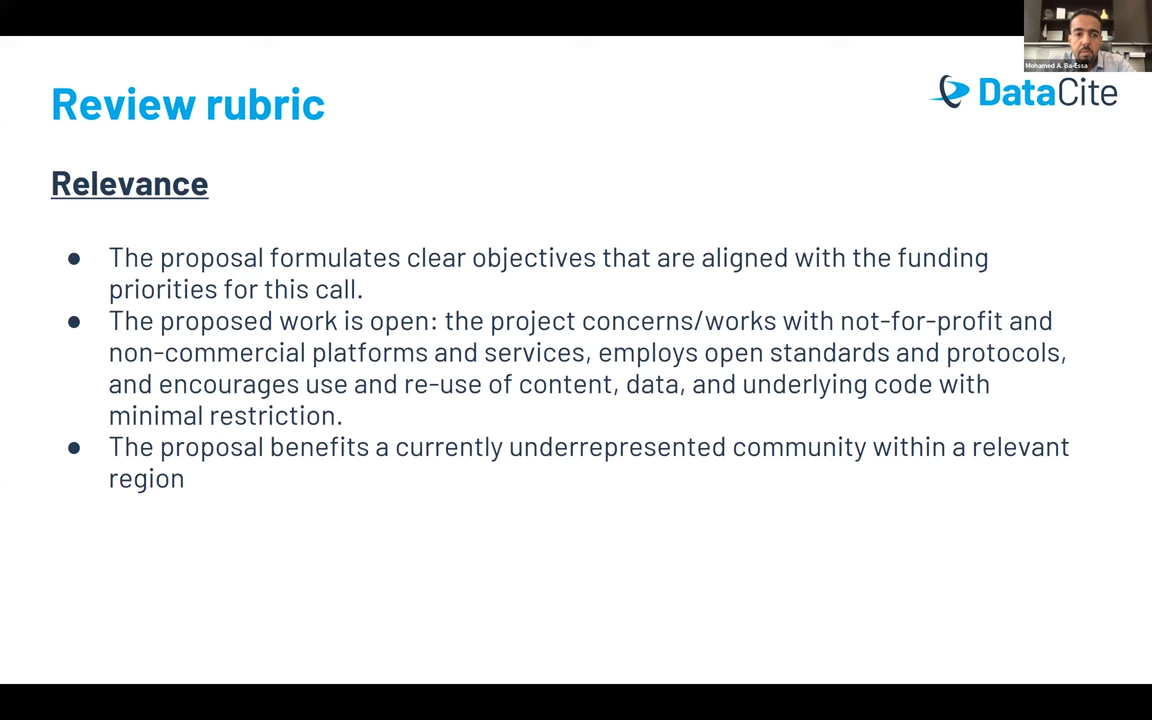 Mohamed A. Ba-Essa
Review rubric
DataCite
Relevance
● The proposal formulates clear objectives that are aligned with the funding
priorities for this call.
● The proposed work is open: the project concerns/works with not-for-profit and
non-commercial platforms and services, employs open standards and protocols,
and encourages use and re-use of content, data, and underlying code with
minimal restriction.
● The proposal benefits a currently underrepresented community within a relevant
region